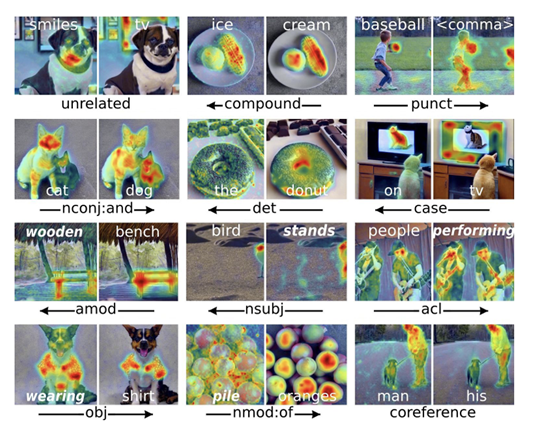 smiles tv ice cream baseball <comma>
unrelated compound punct
cat dog the donut on tv
nconj:and det case
wooden bench bird stands people performing
amod nsubj acl
wearing shirt pile oranges man his
obj nmod:of coreference